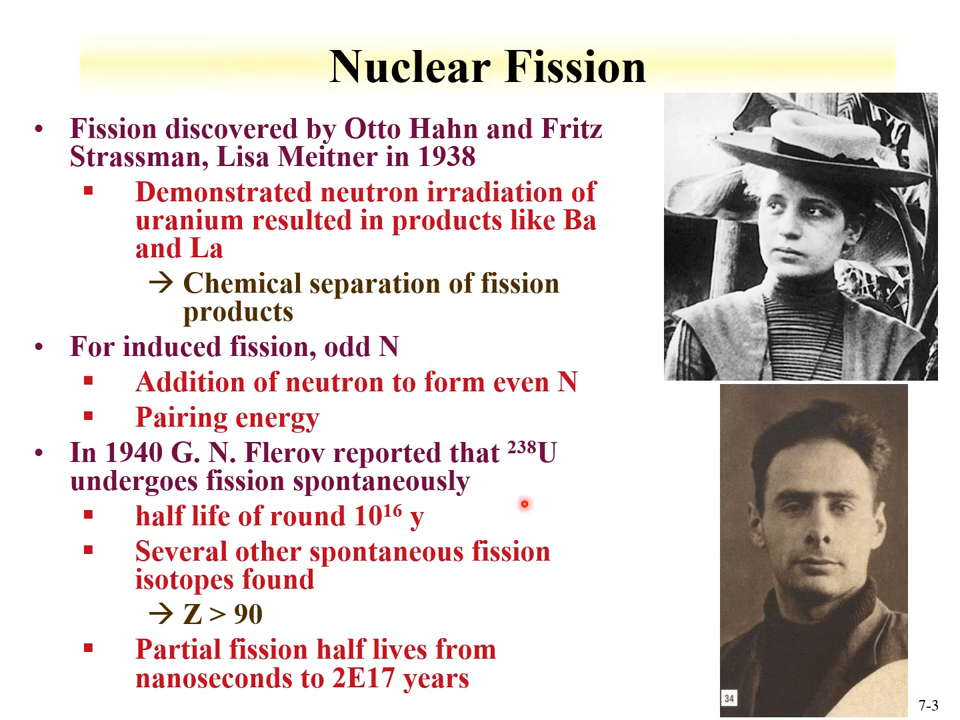 Nuclear Fission
• Fission discovered by Otto Hahn and Fritz
Strassman, Lisa Meitner in 1938
▪ Demonstrated neutron irradiation of
uranium resulted in products like Ba
and La
→ Chemical separation of fission
products
• For induced fission, odd N
▪ Addition of neutron to form even N
▪ Pairing energy
• In 1940 G. N. Flerov reported that ²³⁸U
undergoes fission spontaneously
▪ half life of round 10¹⁶ y
▪ Several other spontaneous fission
isotopes found
→ Z > 90
▪ Partial fission half lives from
nanoseconds to 2E17 years
34
7-3